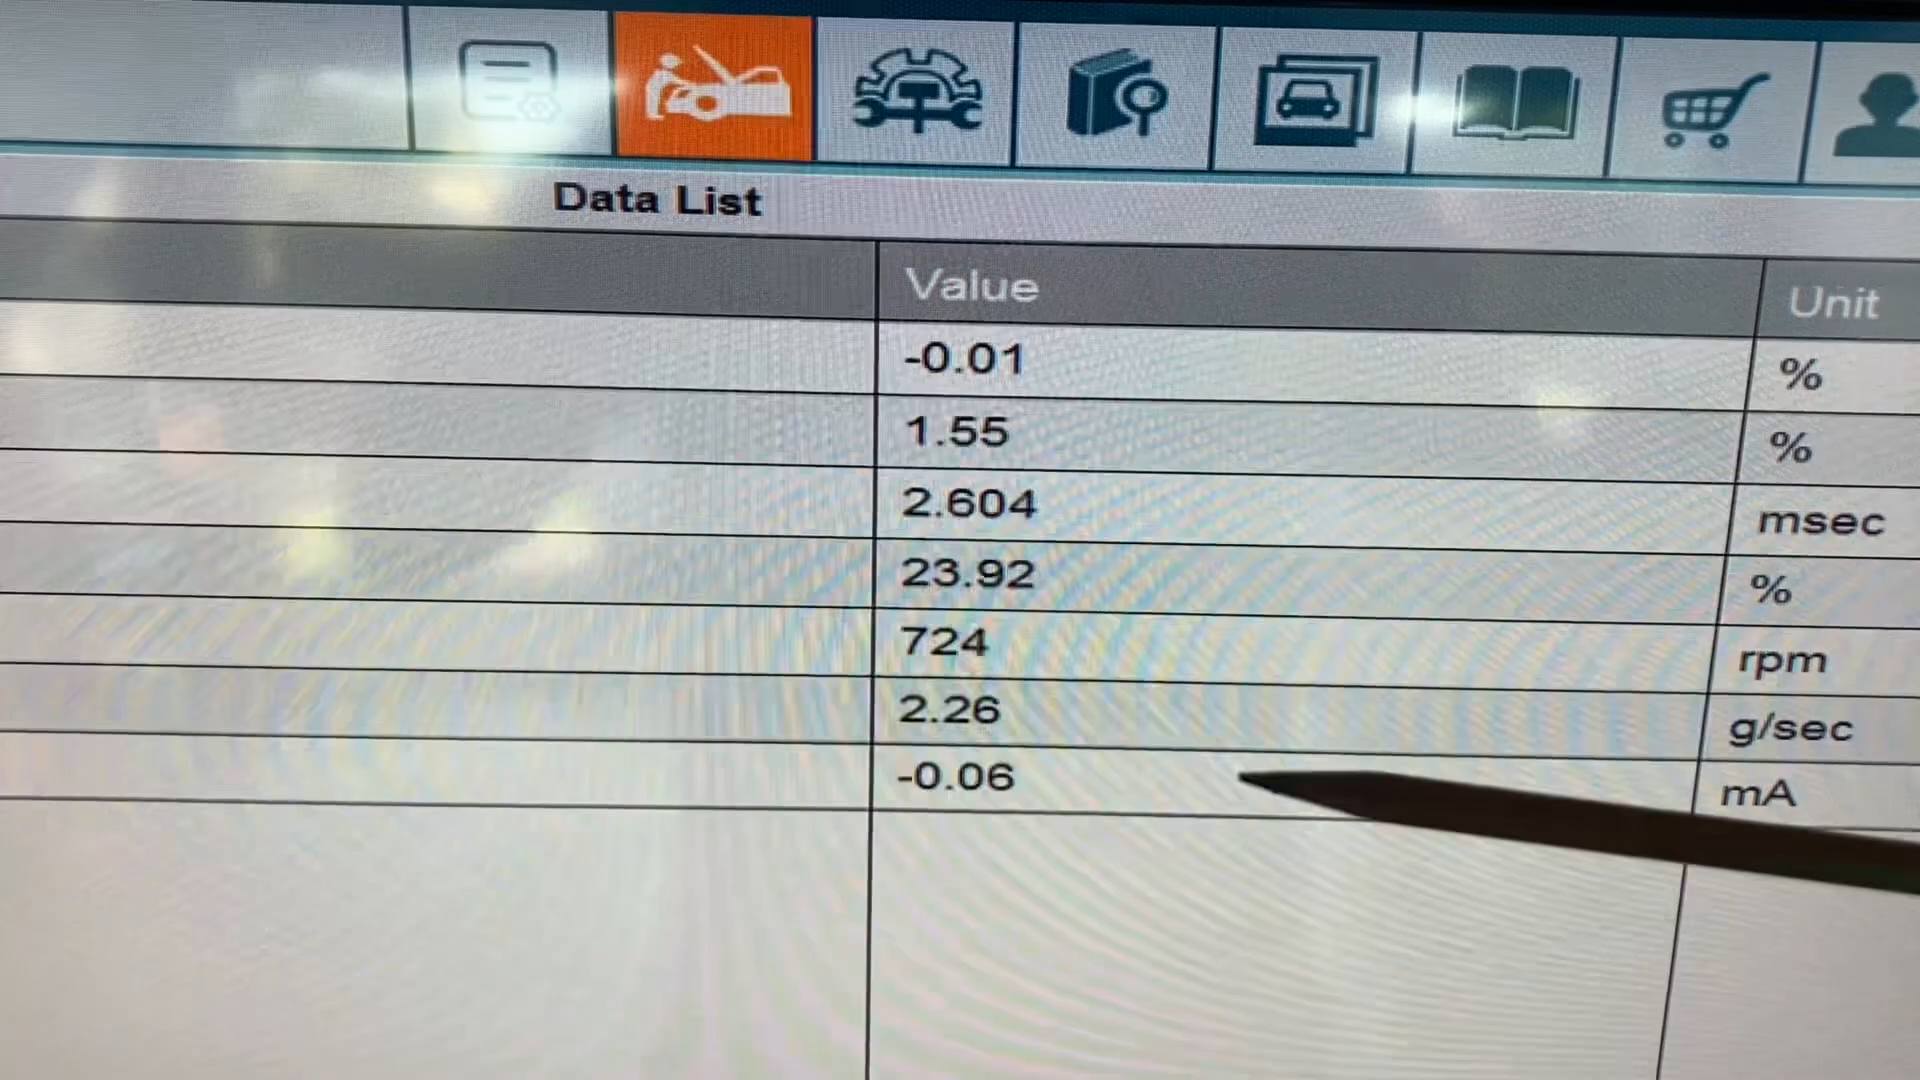 Data List
Value Unit
-0.01 %
1.55 %
2.604 msec
23.92 %
724 rpm
2.26 g/sec
-0.06 mA